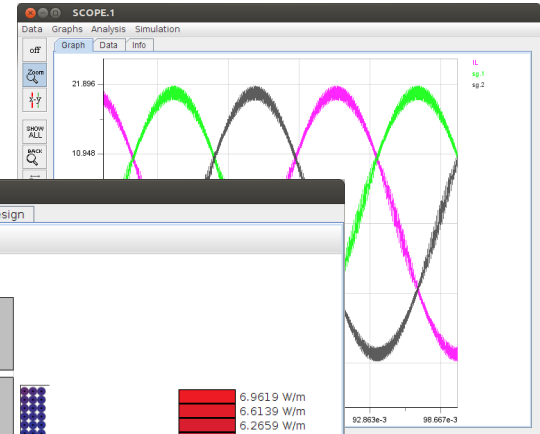 SCOPE.1
Data Graphs Analysis Simulation
off
Graph Data Info
Zoom
x-y
SHOW
ALL
BACK
IL
sg.1
sg.2
21.896
10.948
esign
6.9619 W/m
6.6139 W/m
6.2659 W/m
92.863e-3
98.667e-3